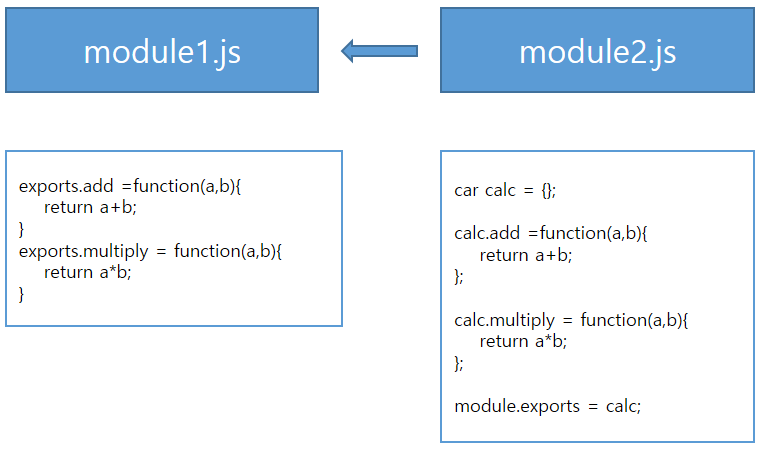 module1.js
module2.js
exports.add =function(a,b){
return a+b;
}
exports.multiply = function(a,b){
return a*b;
}
car calc = {};
calc.add =function(a,b){
return a+b;
};
calc.multiply = function(a,b){
return a*b;
};
module.exports = calc;